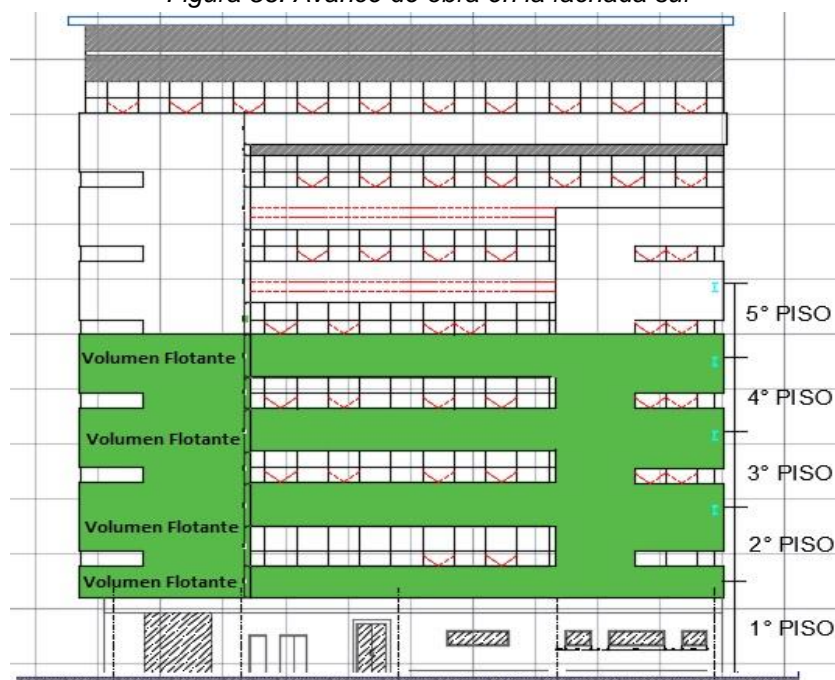 Figura 88. Avance de obra en la fachada sur
5° PISO
Volumen Flotante
4° PISO
Volumen Flotante
3° PISO
Volumen Flotante
2° PISO
Volumen Flotante
1° PISO